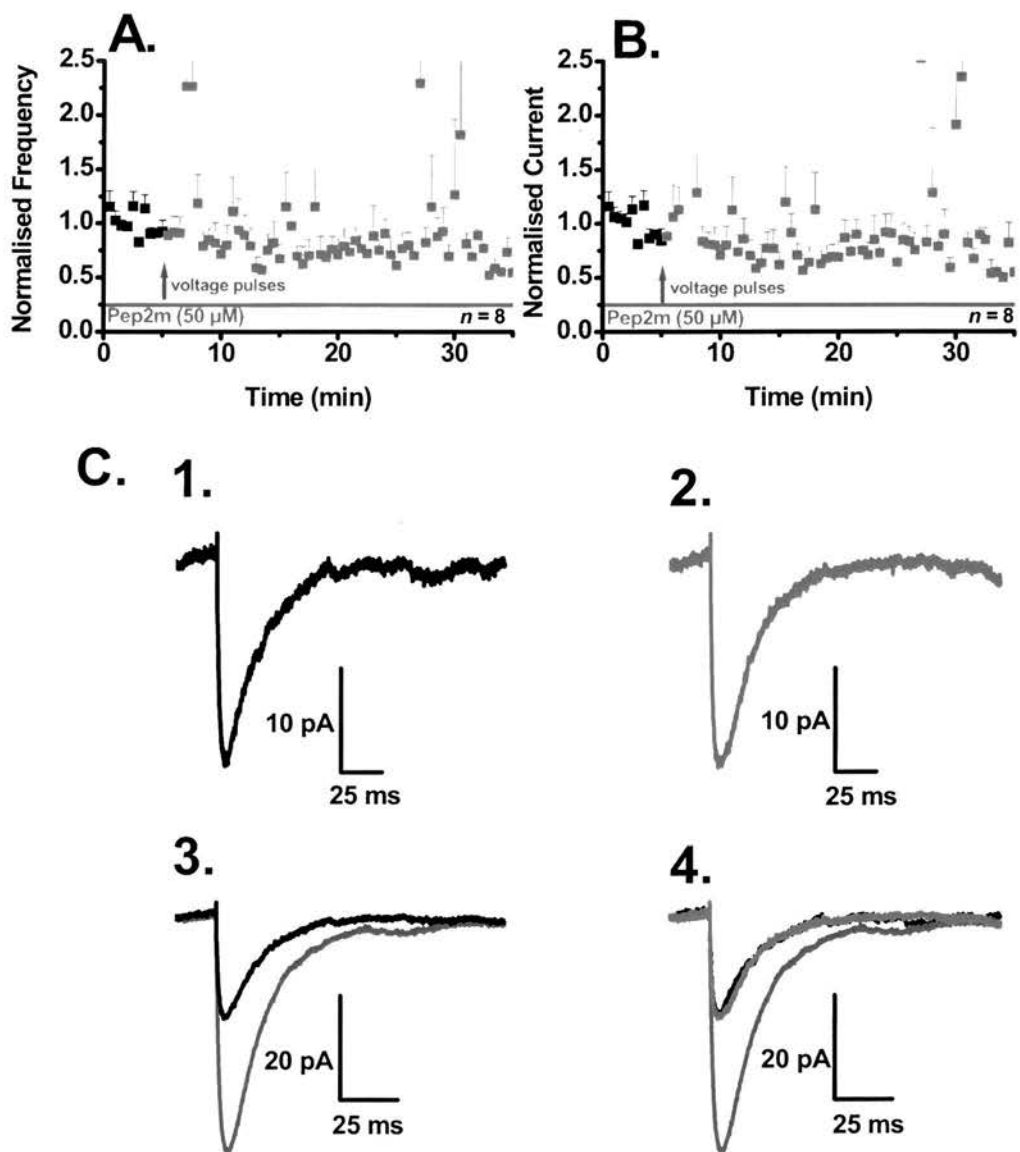 A.
Normalised Frequency
2.5
2.0
1.5
1.0
0.5
0.0
voltage pulses
Pep2m (50 µM)
n = 8
0 10 20 30
Time (min)
B.
Normalised Current
2.5
2.0
1.5
1.0
0.5
0.0
voltage pulses
Pep2m (50 µM)
n = 8
0 10 20 30
Time (min)
C.
1.
10 pA
25 ms
2.
10 pA
25 ms
3.
20 pA
25 ms
4.
20 pA
25 ms